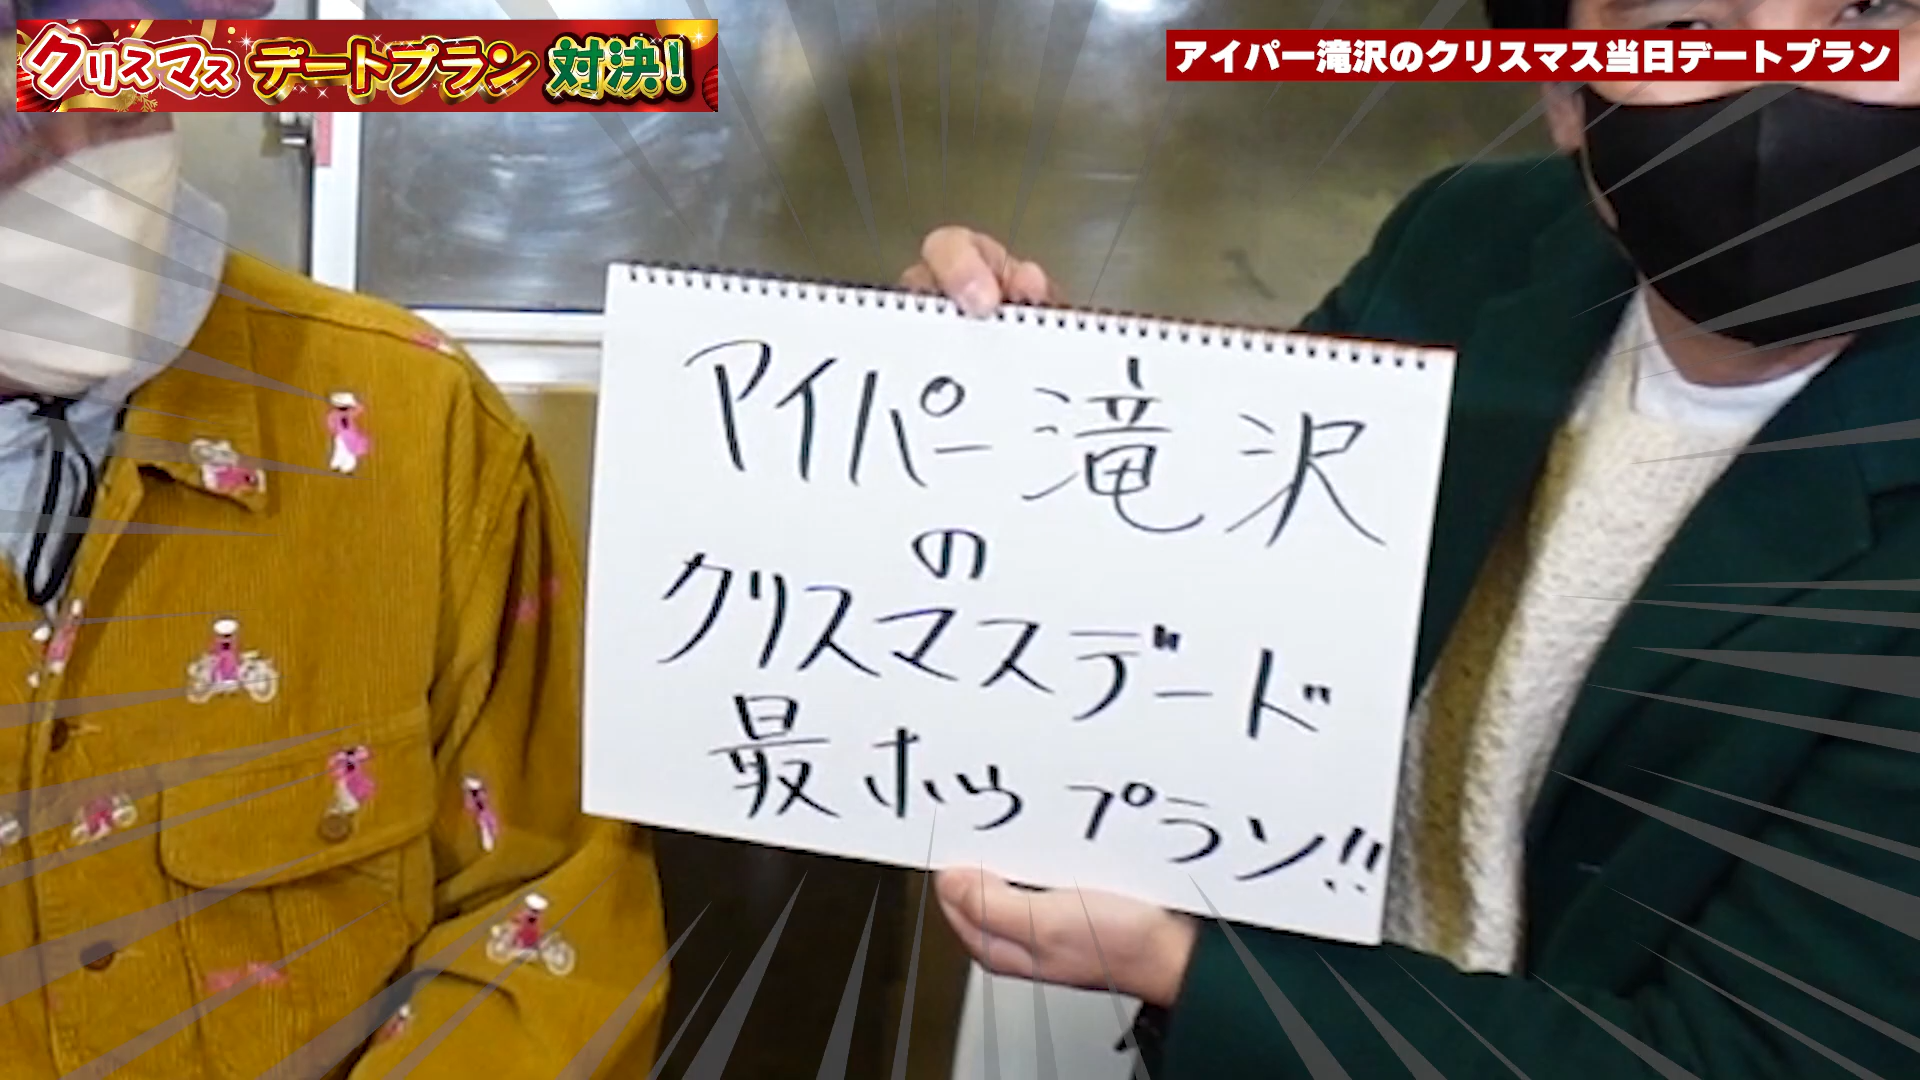 クリスマスデートプラン対決!
アイパー滝沢のクリスマス当日デートプラン
アイパー滝沢
の
クリスマスデード
最ホップラン!!